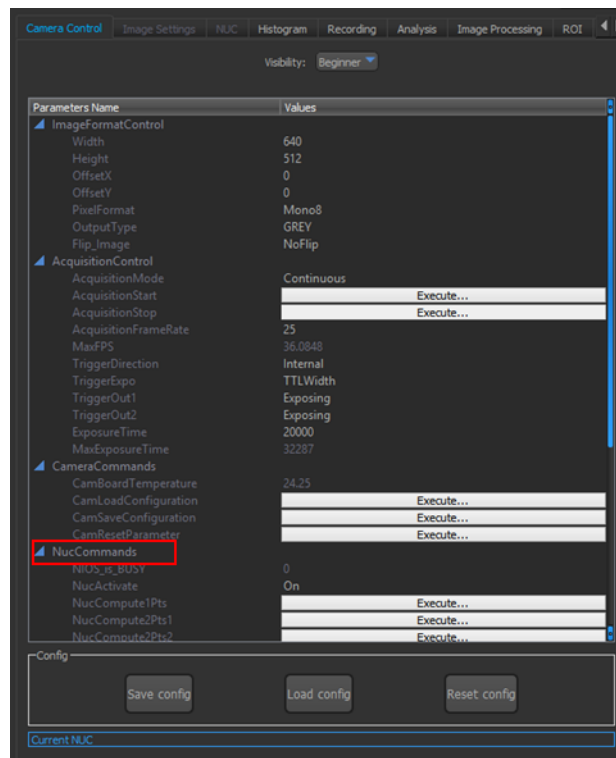 Camera Control Image Settings NUC Histogram Recording Analysis Image Processing ROI
Visibility: Beginner
Parameters Name Values
ImageFormatControl
Width 640
Height 512
OffsetX 0
OffsetY 0
PixelFormat Mono8
OutputType GREY
Flip_Image NoFlip
AcquisitionControl
AcquisitionMode Continuous
AcquisitionStart Execute...
AcquisitionStop Execute...
AcquisitionFrameRate 25
MaxFPS 36.0848
TriggerDirection Internal
TriggerExpo TTLWidth
TriggerOut1 Exposing
TriggerOut2 Exposing
ExposureTime 20000
MaxExposureTime 32287
CameraCommands
CamBoardTemperature 24.25
CamLoadConfiguration Execute...
CamSaveConfiguration Execute...
CamResetParameter Execute...
NucCommands
NIOS_is_BUSY 0
NucActivate On
NucCompute1Pts Execute...
NucCompute2Pts1 Execute...
NucCompute2Pts2 Execute...
Config
Save config Load config Reset config
Current NUC